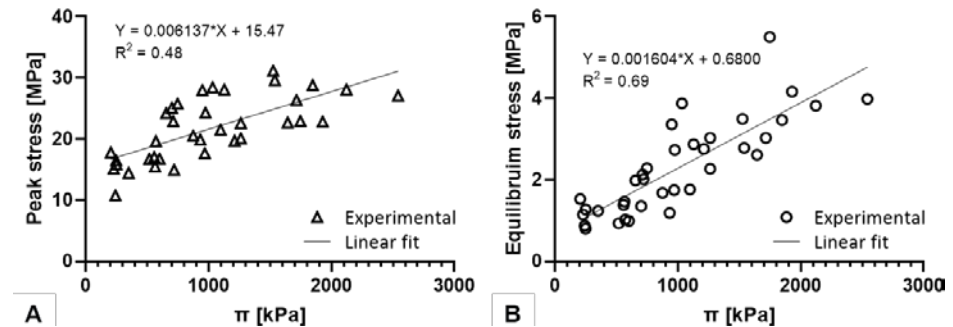 Y = 0.006137*X + 15.47
R² = 0.48
Peak stress [MPa]
40
30
20
10
0
Experimental
Linear fit
0
1000
2000
3000
π [kPa]
A
Y = 0.001604*X + 0.6800
R² = 0.69
Equilibruim stress [MPa]
6
4
2
0
Experimental
Linear fit
0
1000
2000
3000
π [kPa]
B